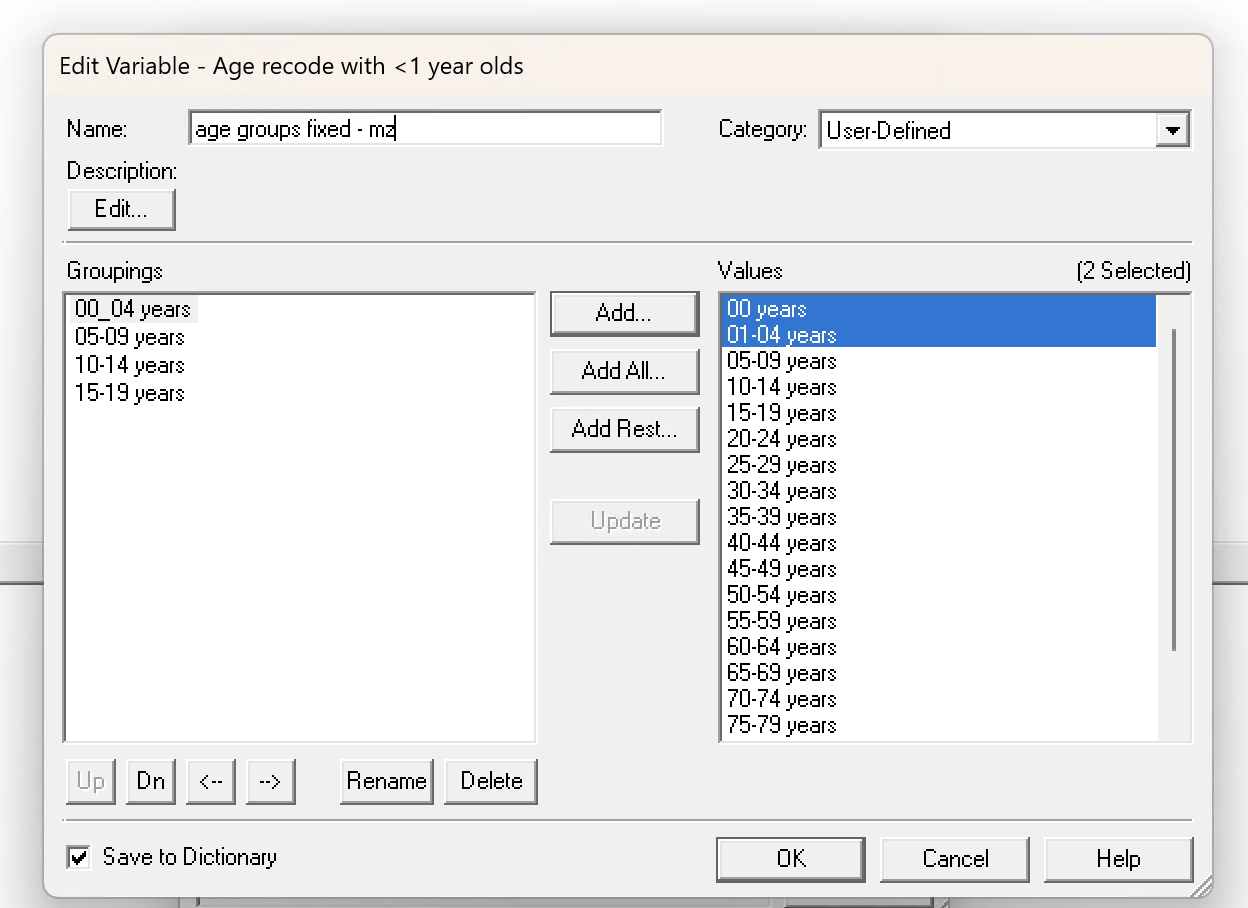 Edit Variable - Age recode with <1 year olds
Name: age groups fixed - mz Category: User-Defined
Description:
Edit...
Groupings
00_04 years
05-09 years
10-14 years
15-19 years
Add...
Add All...
Add Rest...
Update
Values (2 Selected)
00 years
01-04 years
05-09 years
10-14 years
15-19 years
20-24 years
25-29 years
30-34 years
35-39 years
40-44 years
45-49 years
50-54 years
55-59 years
60-64 years
65-69 years
70-74 years
75-79 years
Up Dn <-- --> Rename Delete
Save to Dictionary
OK Cancel Help